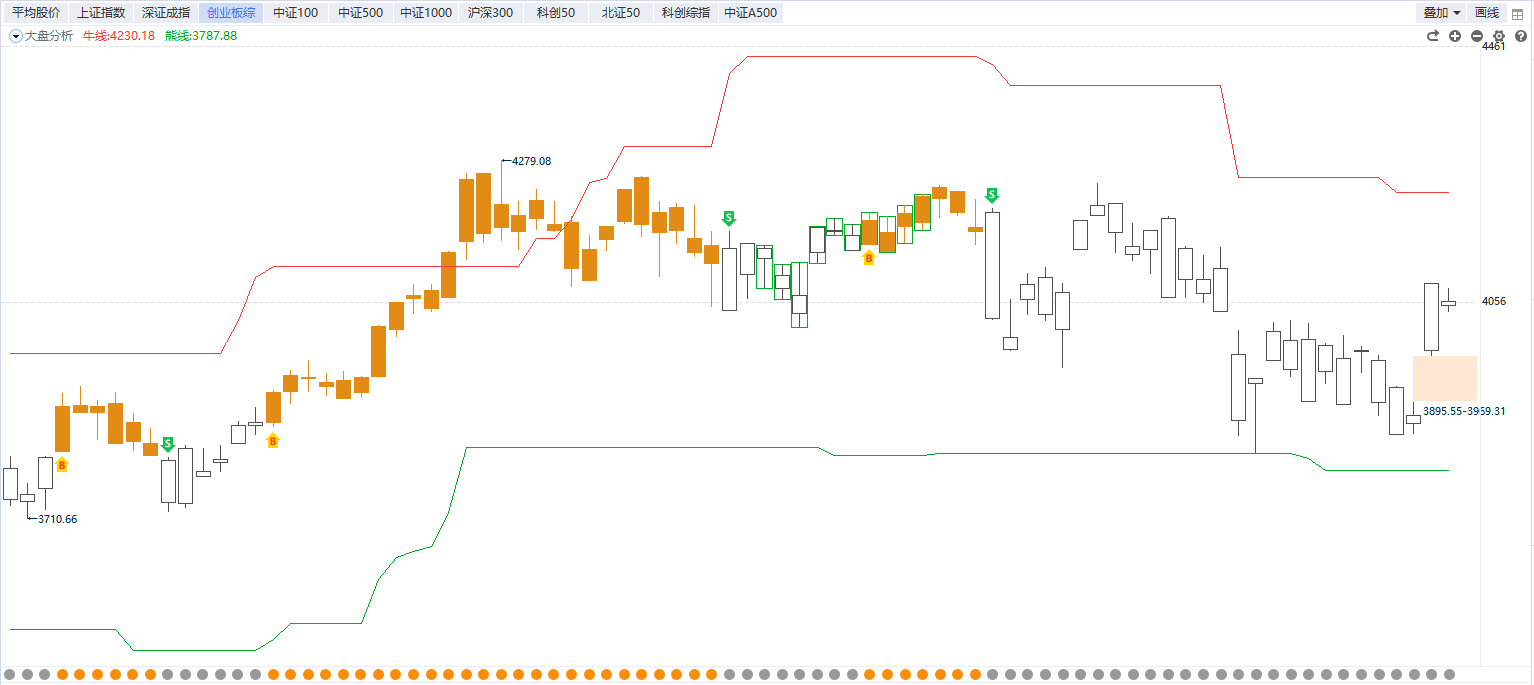 平均股价 上证指数 深证成指 创业板综 中证100 中证500 中证1000 沪深300 科创50 北证50 科创综指 中证A500 叠加 画线
大盘分析 牛线:4230.18 熊线:3787.88
4461
4279.08
S
S
B
4056
3895.55-3969.31
S
B
B
3710.66